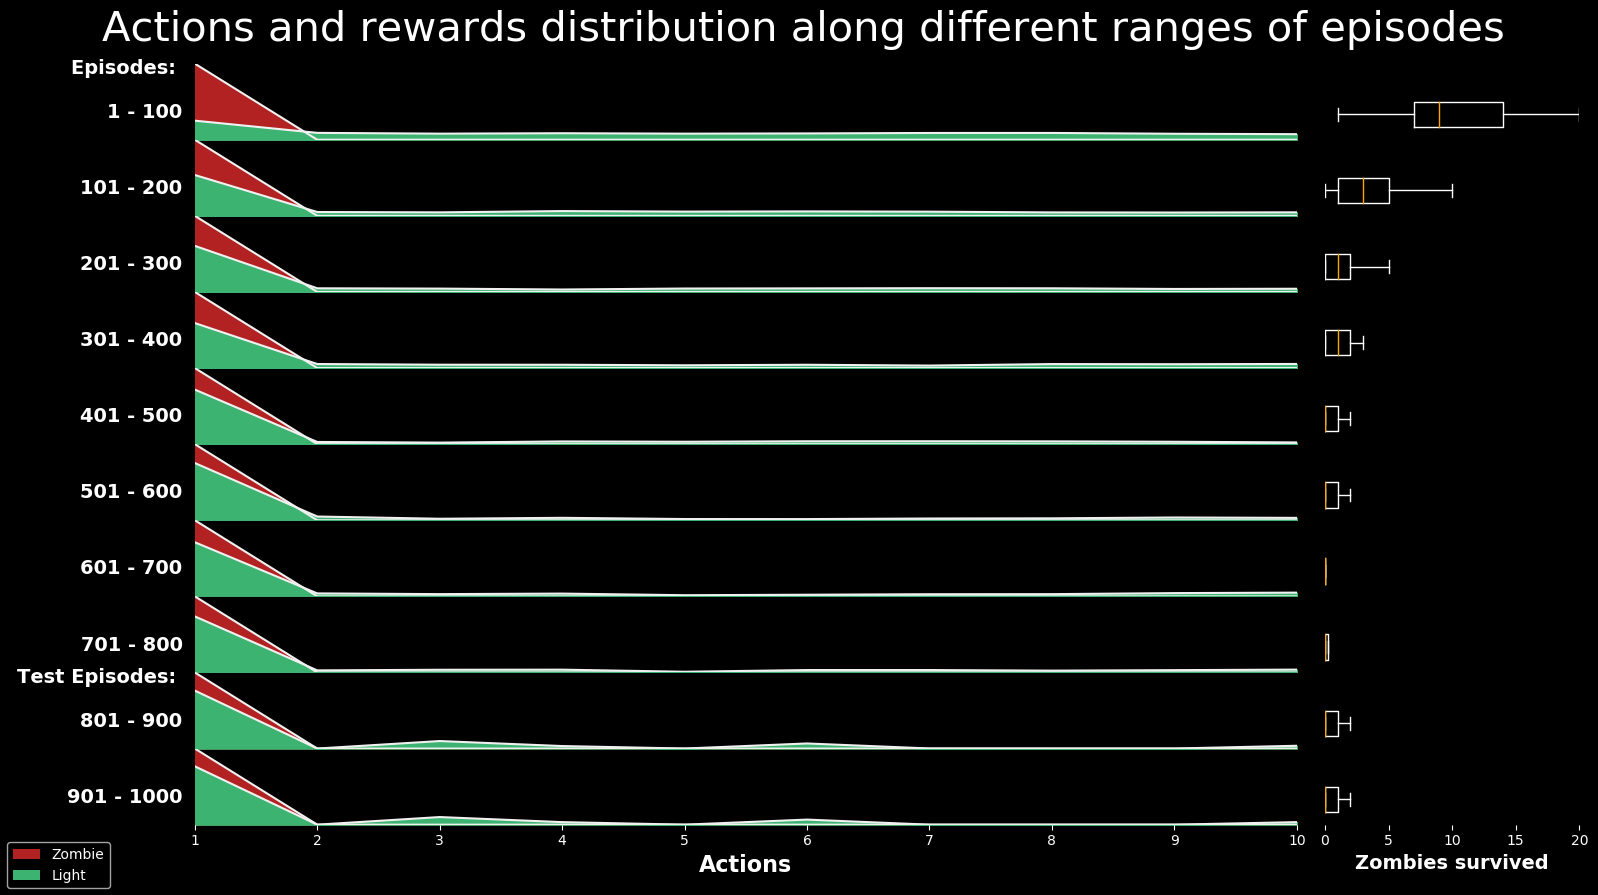 Actions and rewards distribution along different ranges of episodes
Episodes:
1 - 100
101 - 200
201 - 300
301 - 400
401 - 500
501 - 600
601 - 700
701 - 800
Test Episodes:
801 - 900
901 - 1000
1 2 3 4 5 6 7 8 9 10
0 5 10 15 20
Actions
Zombies survived
Zombie
Light